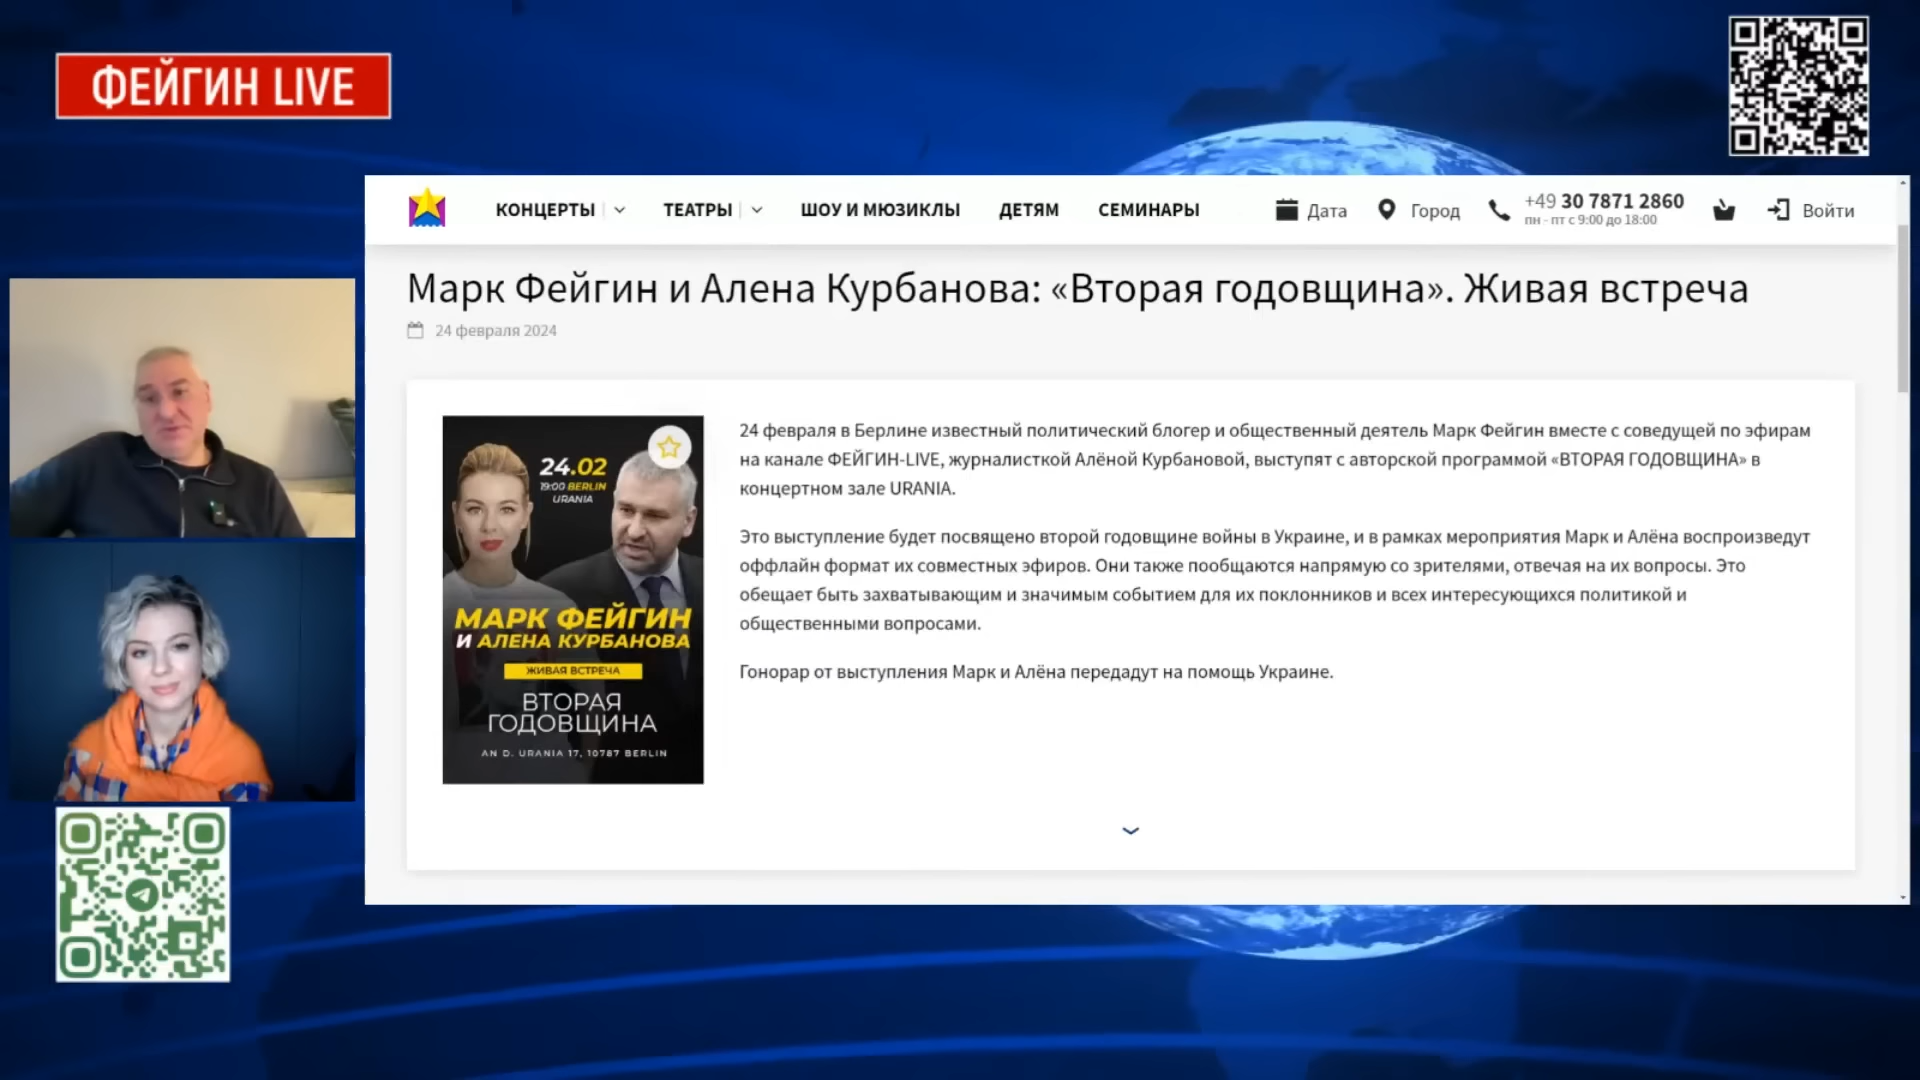 ФЕЙГИН LIVE
КОНЦЕРТЫ ТЕАТРЫ ШОУ И МЮЗИКЛЫ ДЕТЯМ СЕМИНАРЫ Дата Город +49 30 7871 2860 Войти
пн - пт с 9:00 до 18:00
Марк Фейгин и Алена Курбанова: «Вторая годовщина». Живая встреча
24 февраля 2024
24.02
19:00 BERLIN
URANIA
МАРК ФЕЙГИН
И АЛЕНА КУРБАНОВА
ЖИВАЯ ВСТРЕЧА
ВТОРАЯ
ГОДОВЩИНА
AN D. URANIA 17, 10787 BERLIN
24 февраля в Берлине известный политический блогер и общественный деятель Марк Фейгин вместе с соведущей по эфирам
на канале ФЕЙГИН-LIVE, журналисткой Алёной Курбановой, выступят с авторской программой «ВТОРАЯ ГОДОВЩИНА» в
концертном зале URANIA.
Это выступление будет посвящено второй годовщине войны в Украине, и в рамках мероприятия Марк и Алёна воспроизведут
оффлайн формат их совместных эфиров. Они также пообщаются напрямую со зрителями, отвечая на их вопросы. Это
обещает быть захватывающим и значимым событием для их поклонников и всех интересующихся политикой и
общественными вопросами.
Гонорар от выступления Марк и Алёна передадут на помощь Украине.